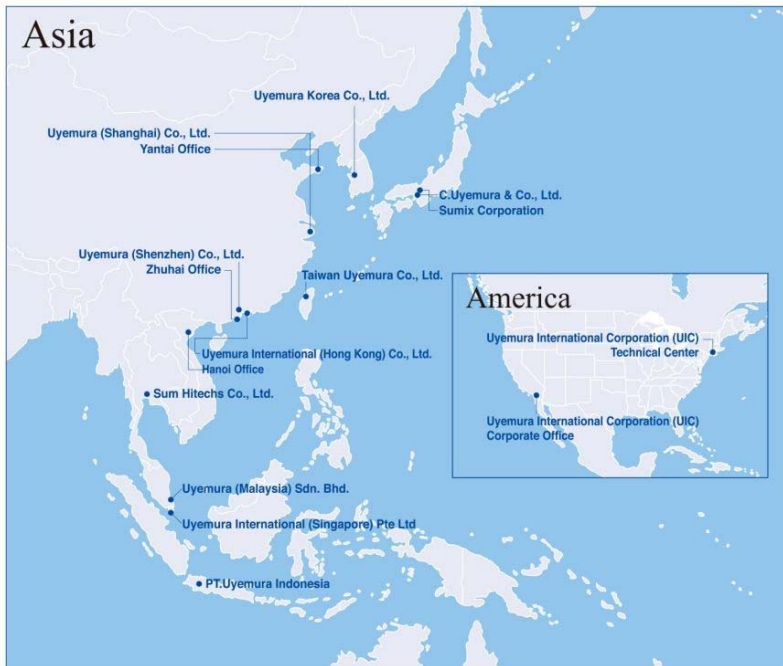 Asia
Uyemura Korea Co., Ltd.
Uyemura (Shanghai) Co., Ltd.
Yantai Office
C.Uyemura & Co., Ltd.
Sumix Corporation
Uyemura (Shenzhen) Co., Ltd.
Zhuhai Office
Taiwan Uyemura Co., Ltd.
Uyemura International (Hong Kong) Co., Ltd.
Hanoi Office
Sum Hitechs Co., Ltd.
Uyemura (Malaysia) Sdn. Bhd.
Uyemura International (Singapore) Pte Ltd
PT.Uyemura Indonesia
America
Uyemura International Corporation (UIC)
Technical Center
Uyemura International Corporation (UIC)
Corporate Office